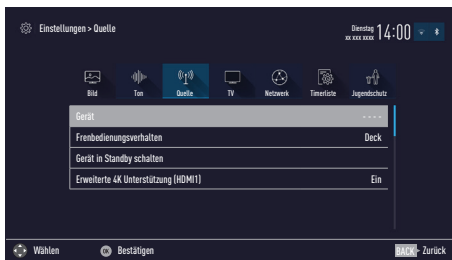 Einstellungen > Quelle
Dienstag 14:00
xx xxx xxxx
Bild Ton Quelle TV Netzwerk Timerliste Jugendschutz
Gerät - - - -
Frenbedienungsverhalten Deck
Gerät in Standby schalten
Erweiterte 4K Unterstützung (HDMI1) Ein
Wählen OK Bestätigen BACK - Zurück